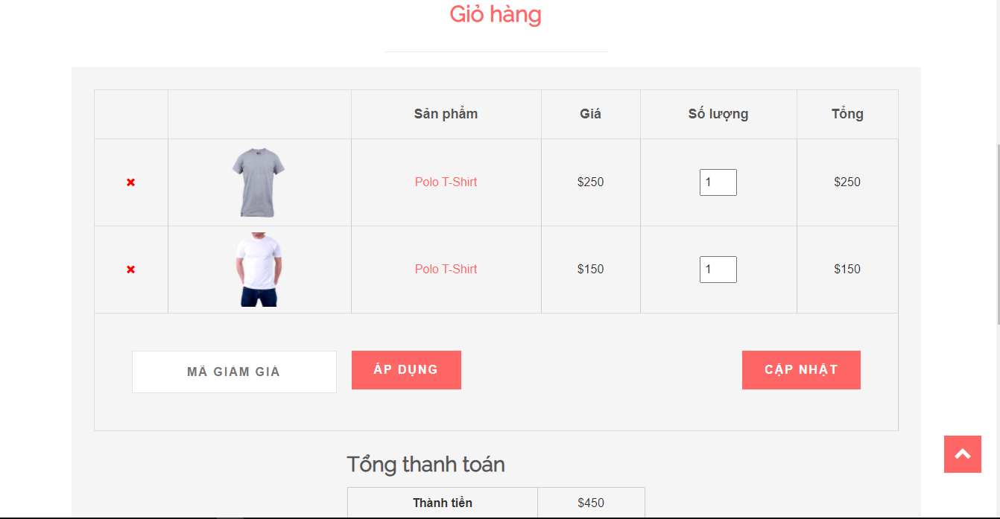 Giỏ hàng
Sản phẩm Giá Số lượng Tổng
Polo T-Shirt $250 1 $250
Polo T-Shirt $150 1 $150
MÃ GIẢM GIÁ ÁP DỤNG CẬP NHẬT
Tổng thanh toán
Thành tiền $450